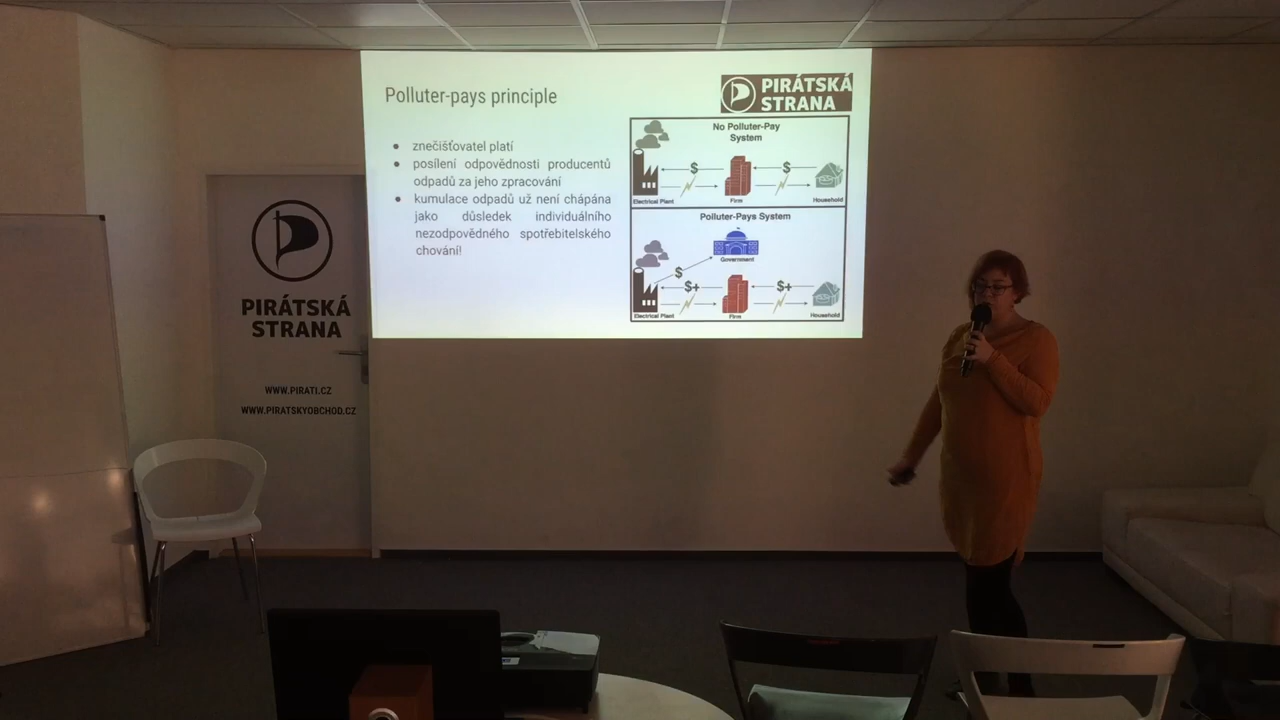 Polluter-pays principle
PIRÁTSKÁ
STRANA
● znečišťovatel platí
● posílení odpovědnosti producentů
odpadů za jeho zpracování
● kumulace odpadů už není chápána
jako důsledek individuálního
nezodpovědného spotřebitelského
chování!
No Polluter-Pay
System
$ $
Electrical Plant Firm Household
Polluter-Pays System
Government
$
$+ $+
Electrical Plant Firm Household
PIRÁTSKÁ
STRANA
WWW.PIRATI.CZ
WWW.PIRATSKYOBCHOD.CZ